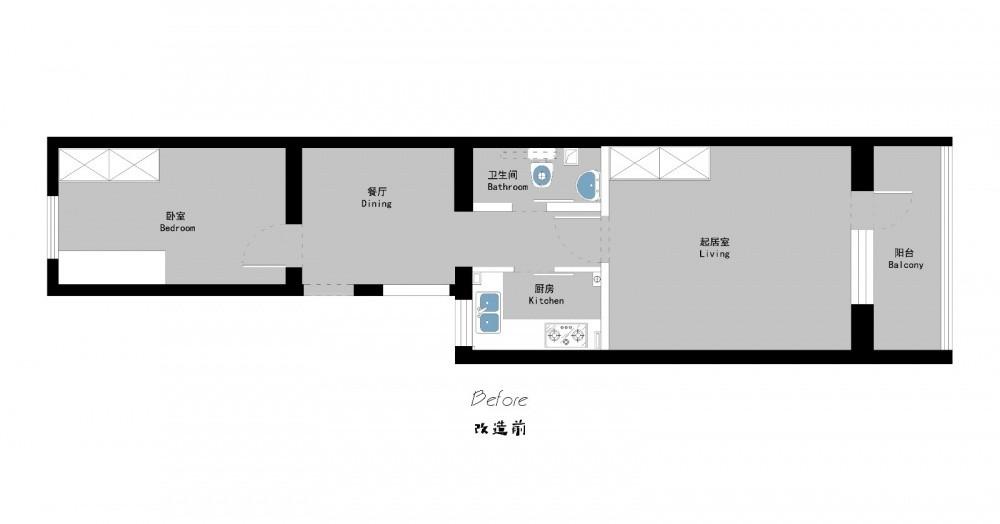 卧室
Bedroom
餐厅
Dining
卫生间
Bathroom
厨房
Kitchen
起居室
Living
阳台
Balcony
Before
改造前